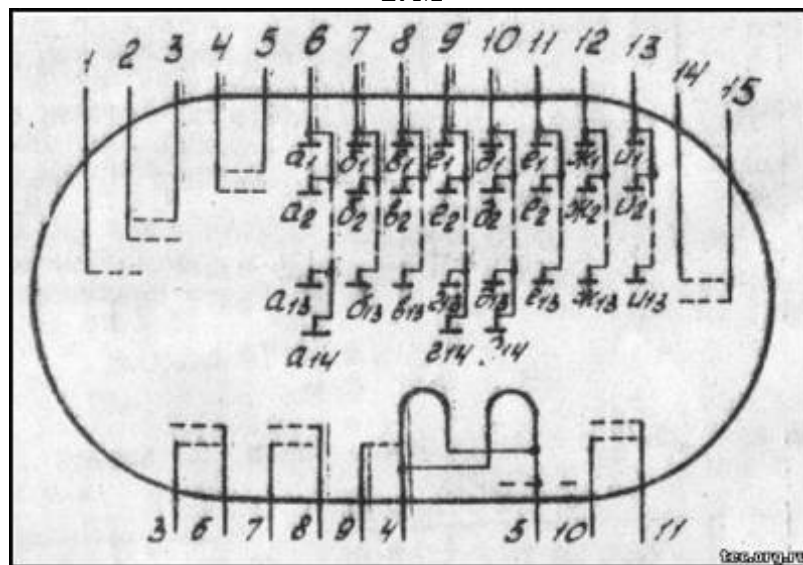 1 2 3 4 5 6 7 8 9 10 11 12 13 14 15
а1 б1 в1 г1 д1 е1 ж1 и1
а2 б2 в2 г2 д2 е2 ж2 и2
а13 б13 в13 г13 д13 е13 ж13 и13
а14 г14
3 6 7 8 9 4 5 10 11
tec.org.ru